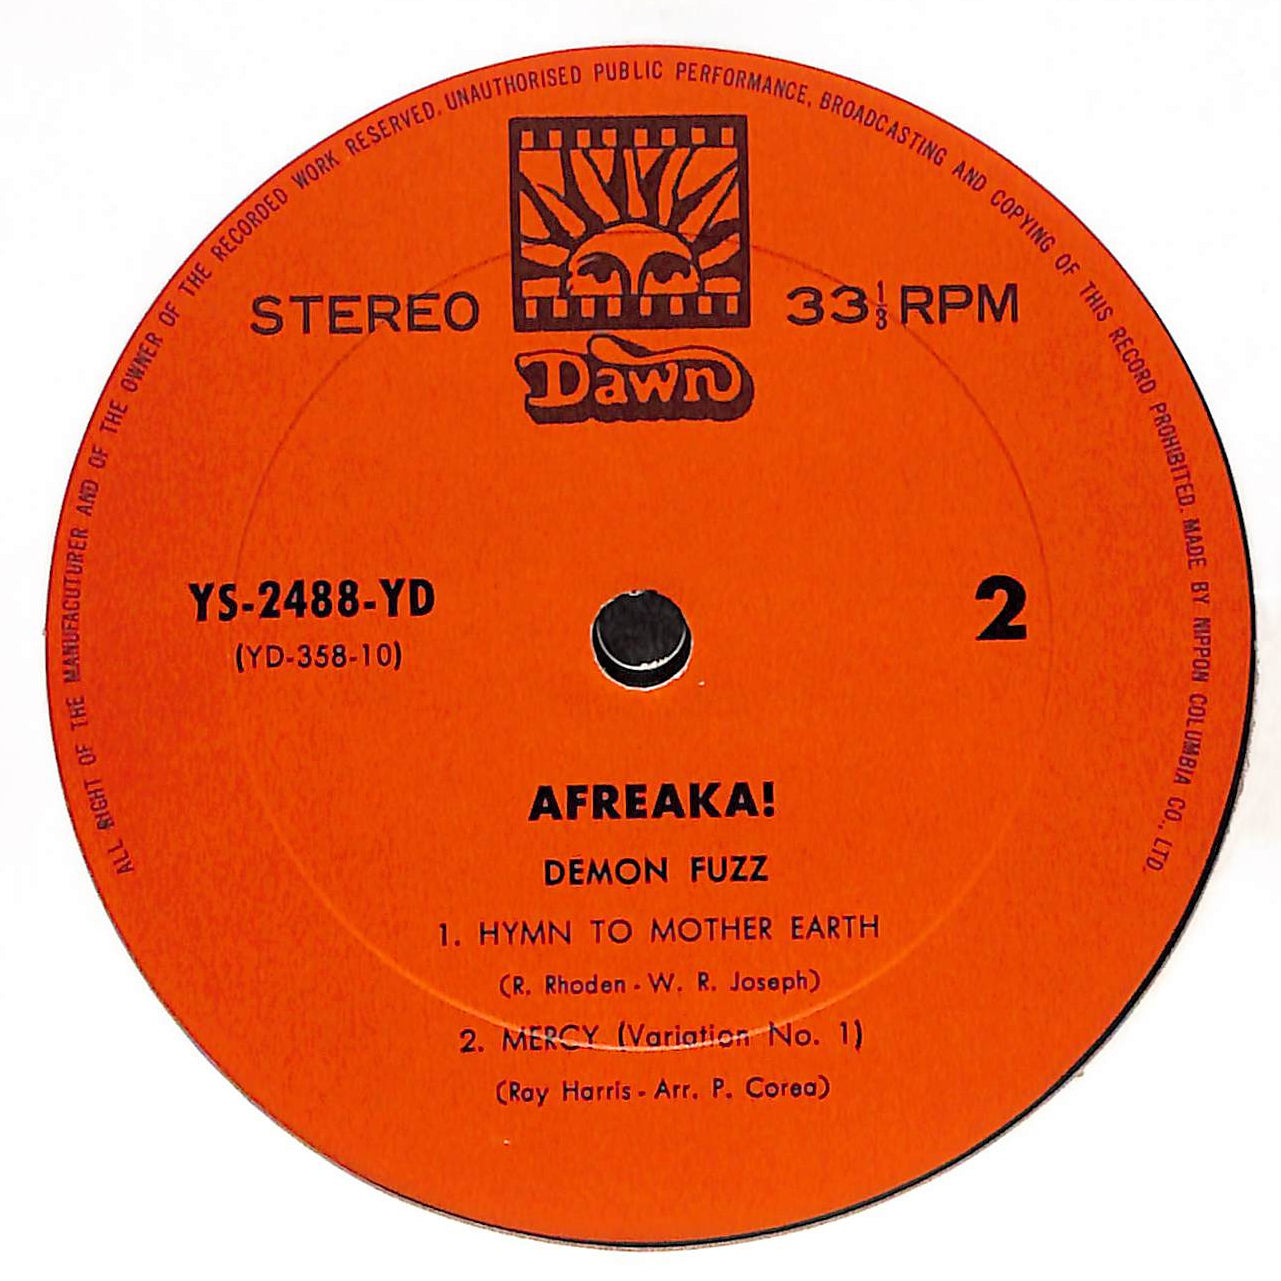 ALL RIGHT OF THE MANUFACUTURER AND OF THE OWNER OF THE RECORDED WORK RESERVED. UNAUTHORISED PUBLIC PERFORMANCE, BROADCASTING AND COPYING OF THIS RECORD PROHIBITED. MADE BY NIPPON COLUMBIA CO., LTD.
STEREO 33⅓ RPM
Dawn
YS-2488-YD 2
(YD-358-10)
AFREAKA!
DEMON FUZZ
1. HYMN TO MOTHER EARTH
(R. Rhoden - W. R. Joseph)
2. MERCY (Variation No. 1)
(Ray Harris - Arr. P. Corea)